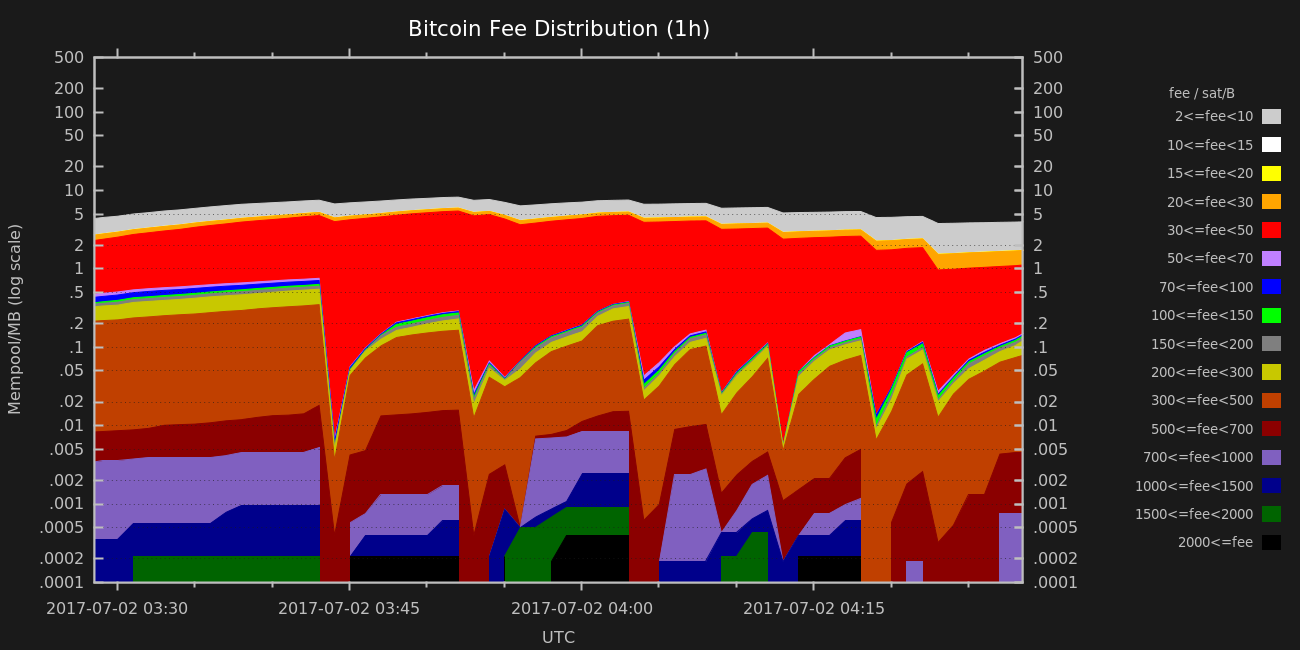 Bitcoin Fee Distribution (1h)
500 500
200 200
100 100
50 50
20 20
10 10
5 5
2 2
1 1
.5 .5
.2 .2
.1 .1
.05 .05
.02 .02
.01 .01
.005 .005
.002 .002
.001 .001
.0005 .0005
.0002 .0002
.0001 .0001
Mempool/MB (log scale)
2017-07-02 03:30 2017-07-02 03:45 2017-07-02 04:00 2017-07-02 04:15
UTC
fee / sat/B
2<=fee<10
10<=fee<15
15<=fee<20
20<=fee<30
30<=fee<50
50<=fee<70
70<=fee<100
100<=fee<150
150<=fee<200
200<=fee<300
300<=fee<500
500<=fee<700
700<=fee<1000
1000<=fee<1500
1500<=fee<2000
2000<=fee